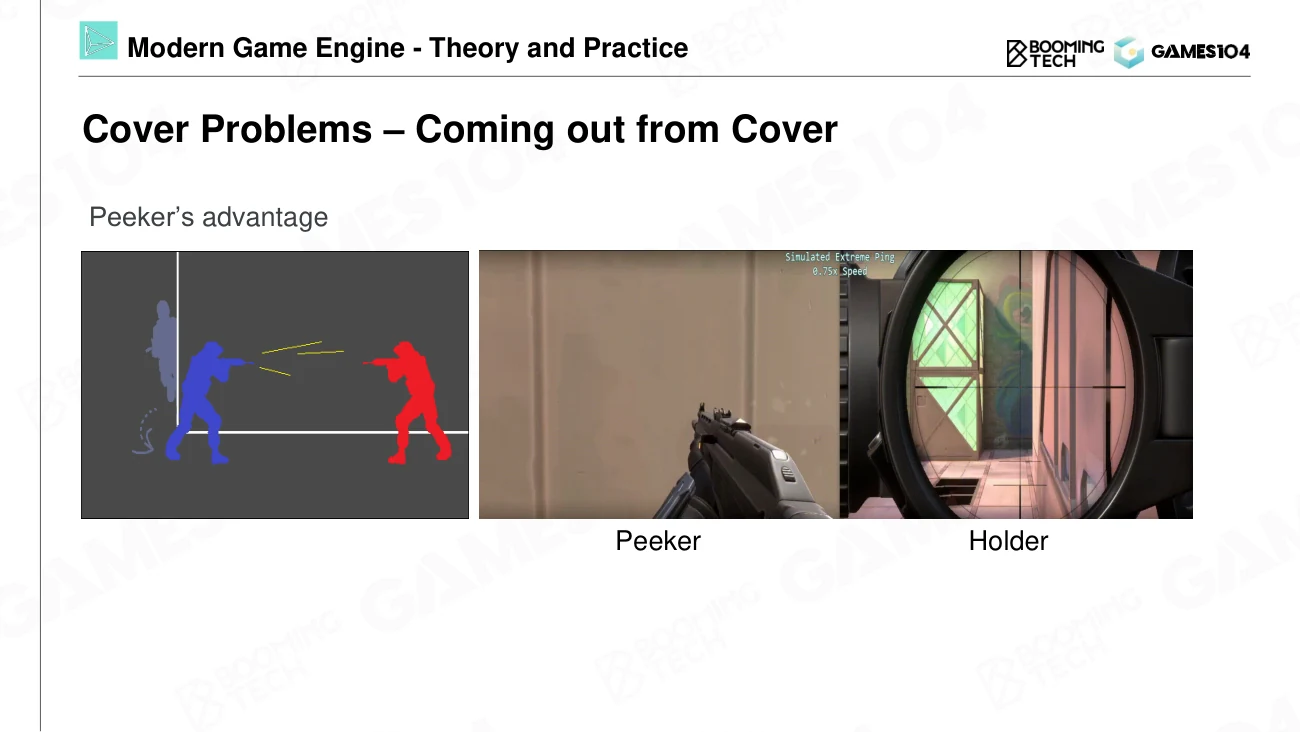 Modern Game Engine - Theory and Practice
BOOMING
TECH
GAMES104
Cover Problems – Coming out from Cover
Peeker’s advantage
Simulated Extreme Ping
0.75x Speed
Peeker
Holder